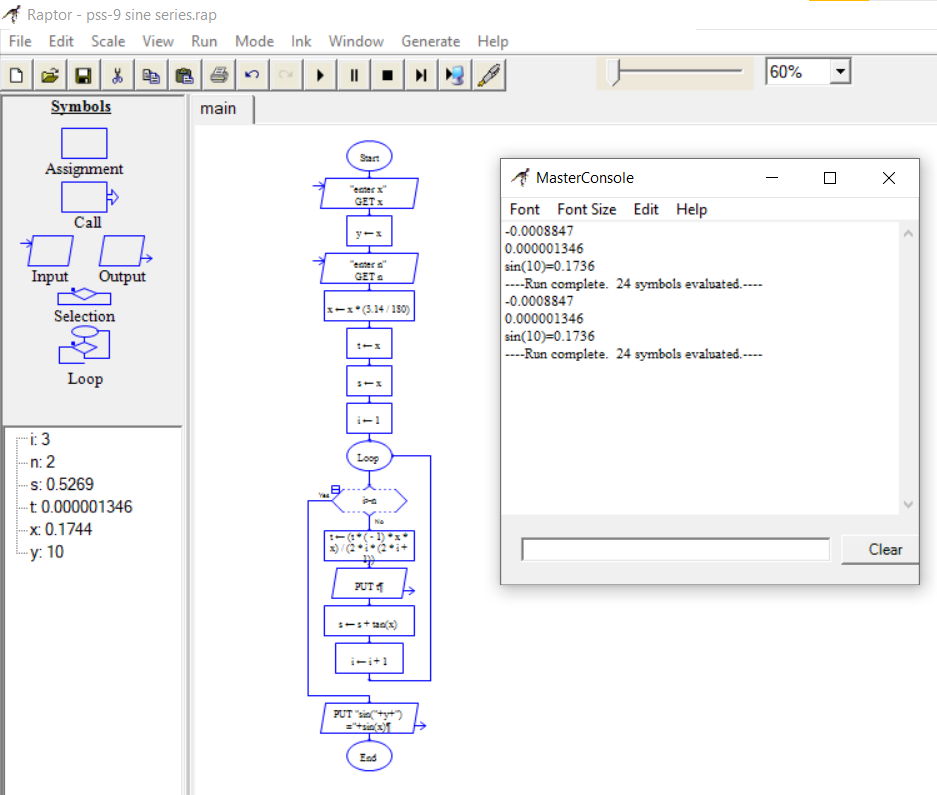 Raptor - pss-9 sine series.rap
File Edit Scale View Run Mode Ink Window Generate Help
60%
Symbols
Assignment
Call
Input Output
Selection
Loop
i: 3
n: 2
s: 0.5269
t: 0.000001346
x: 0.1744
y: 10
main
Start
"enter x"
GET x
y ← x
"enter n"
GET n
x ← x * (3.14 / 180)
t ← x
s ← x
i ← 1
Loop
Yes
i>n
No
t ← (t * ( - 1) * x *
x) / (2 * i * (2 * i +
1))
PUT t¶
s ← s + tan(x)
i ← i + 1
PUT "sin("+y+")
="+sin(x)¶
End
MasterConsole
Font Font Size Edit Help
-0.0008847
0.000001346
sin(10)=0.1736
----Run complete. 24 symbols evaluated.----
-0.0008847
0.000001346
sin(10)=0.1736
----Run complete. 24 symbols evaluated.----
Clear